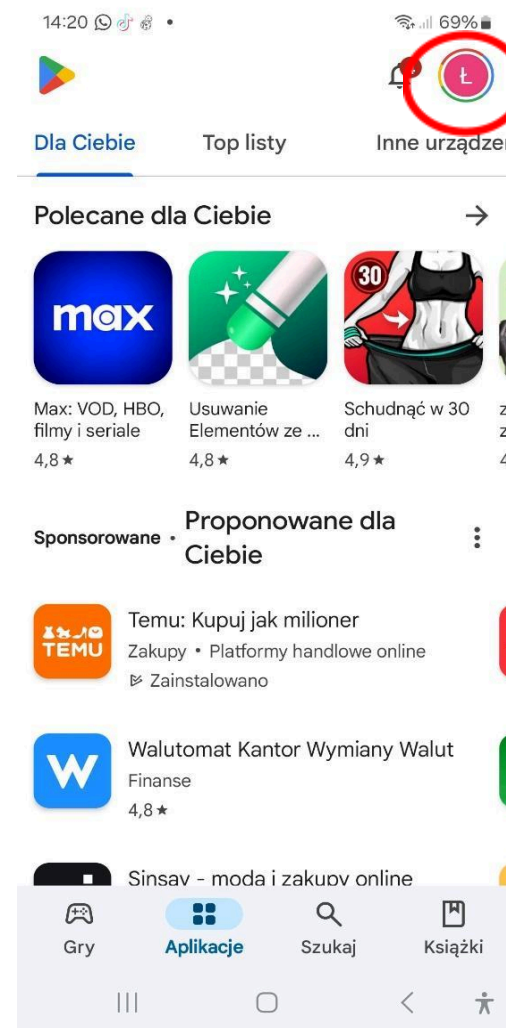 14:20 69%
Ł
Dla Ciebie Top listy Inne urządzen
Polecane dla Ciebie
max
30
Max: VOD, HBO, Usuwanie Schudnąć w 30
filmy i seriale Elementów ze ... dni
4,8★ 4,8★ 4,9★
Sponsorowane • Proponowane dla
Ciebie
TEMU
Temu: Kupuj jak milioner
Zakupy • Platformy handlowe online
Zainstalowano
W
Walutomat Kantor Wymiany Walut
Finanse
4,8★
Sinsay - moda i zakupy online
Gry Aplikacje Szukaj Książki